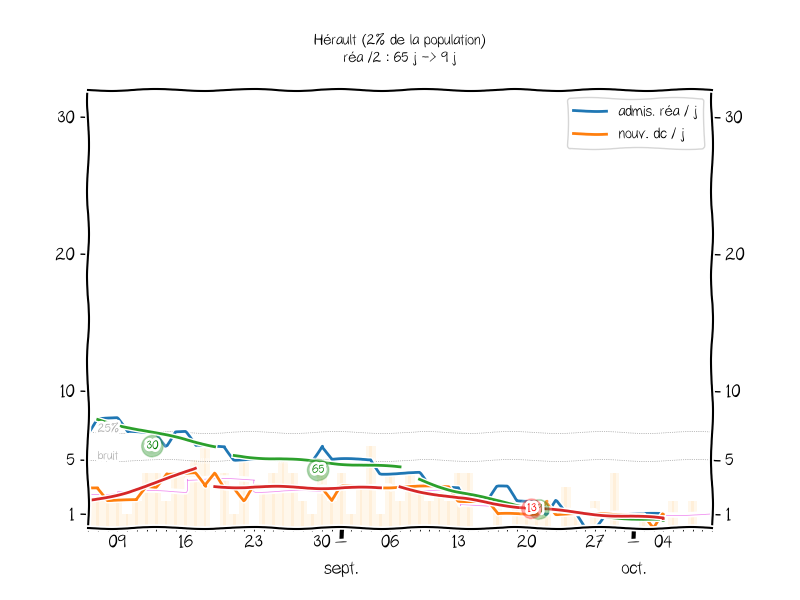 Hérault (2% de la population)
réa /2 : 65 j -> 9 j
admis. réa / j
nouv. dc / j
30 30
20 20
10 10
25%
30
bruit
5 65 5
1 13 1
09 16 23 30 06 13 20 27 04
sept. oct.